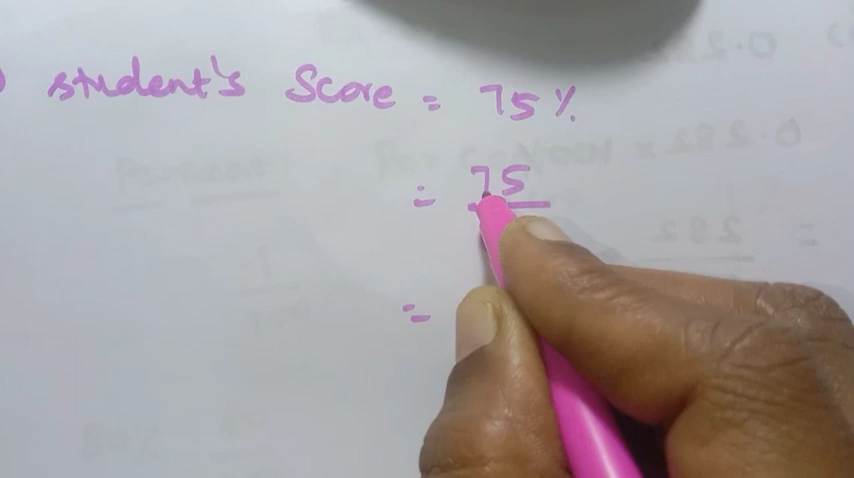 student's Score = 75%
= 75
=